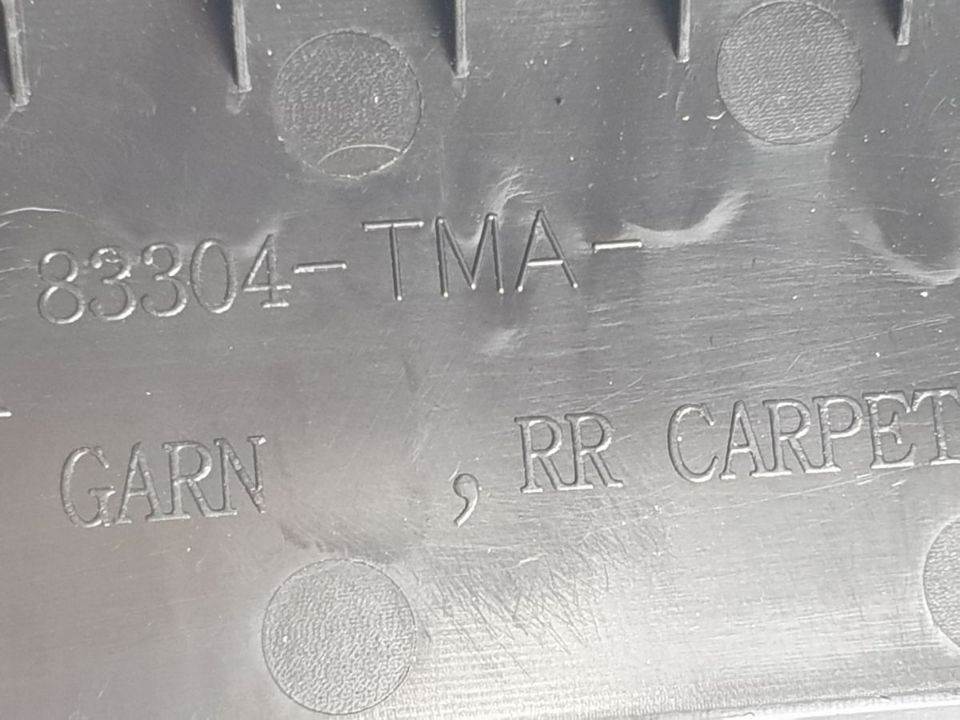 83304-TMA-
GARN , RR CARPET